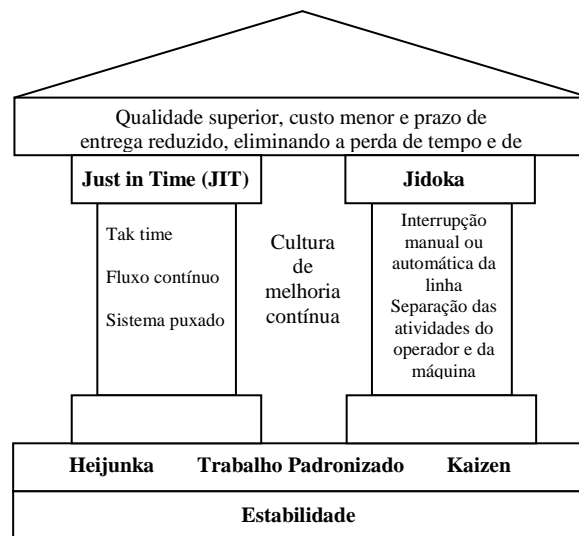 Qualidade superior, custo menor e prazo de
entrega reduzido, eliminando a perda de tempo e de
Just in Time (JIT)
Jidoka
Tak time
Fluxo contínuo
Sistema puxado
Cultura
de
melhoria
contínua
Interrupção
manual ou
automática da
linha
Separação das
atividades do
operador e da
máquina
Heijunka Trabalho Padronizado Kaizen
Estabilidade